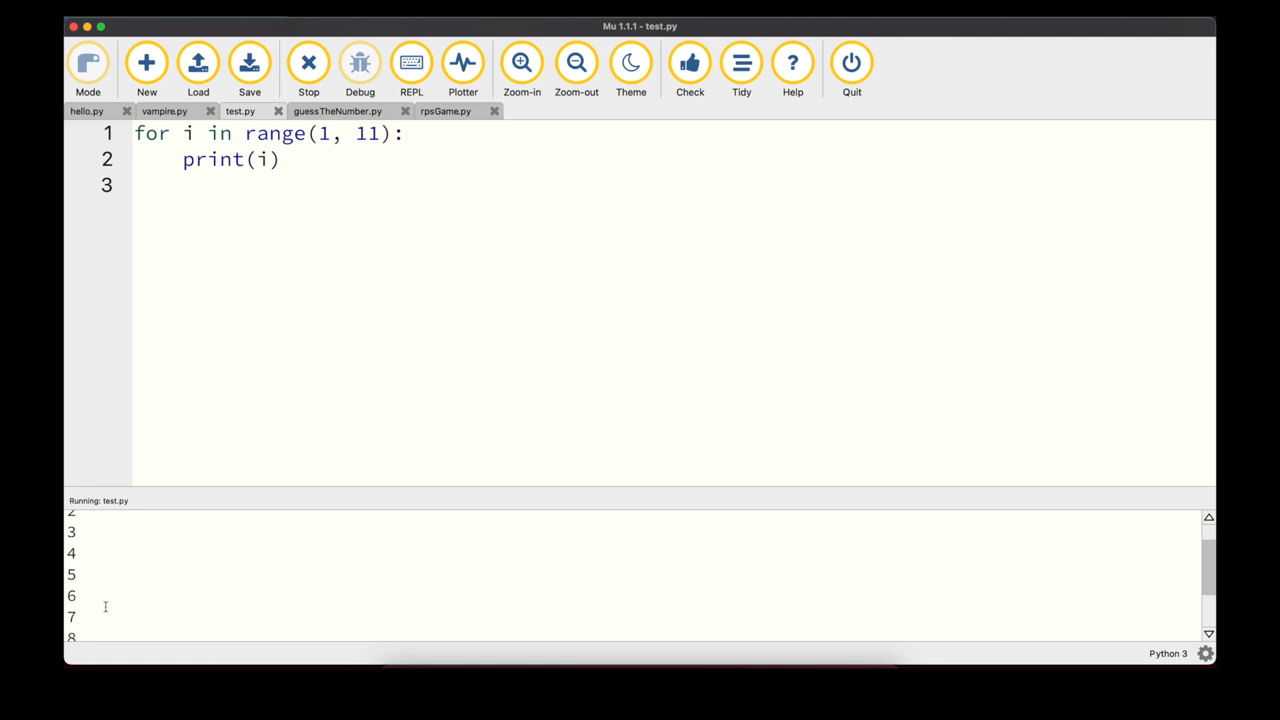 Mu 1.1.1 - test.py
Mode New Load Save Stop Debug REPL Plotter Zoom-in Zoom-out Theme Check Tidy Help Quit
hello.py vampire.py test.py guessTheNumber.py rpsGame.py
1 for i in range(1, 11):
2     print(i)
3
Running: test.py
2
3
4
5
6
7
8
Python 3